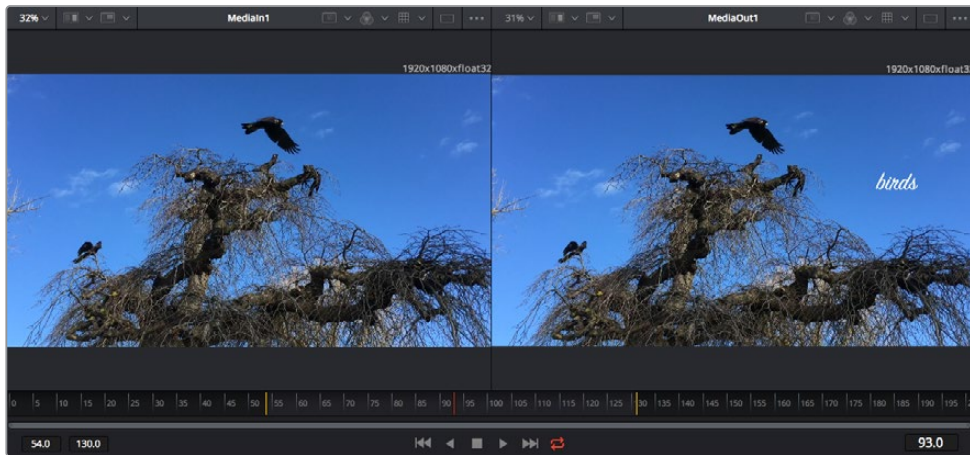 32% MediaIn1 31% MediaOut1
1920x1080xfloat32 1920x1080xfloat3
birds
0 5 10 15 20 25 30 35 40 45 50 55 60 65 70 75 80 85 90 95 100 105 110 115 120 125 130 135 140 145 150 155 160 165 170 175 180 185 190 195
54.0 130.0 93.0